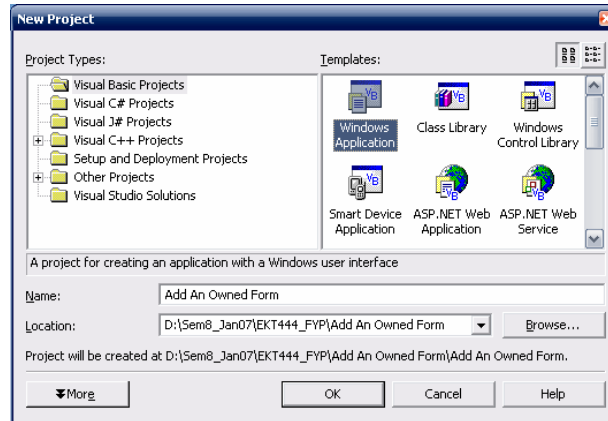 New Project
Project Types:
Templates:
Visual Basic Projects
Visual C# Projects
Visual J# Projects
Visual C++ Projects
Setup and Deployment Projects
Other Projects
Visual Studio Solutions
Windows Application
Class Library
Windows Control Library
Smart Device Application
ASP.NET Web Application
ASP.NET Web Service
A project for creating an application with a Windows user interface
Name:
Add An Owned Form
Location:
D:\Sem8_Jan07\EKT444_FYP\Add An Owned Form
Browse...
Project will be created at D:\Sem8_Jan07\EKT444_FYP\Add An Owned Form\Add An Owned Form.
More
OK
Cancel
Help